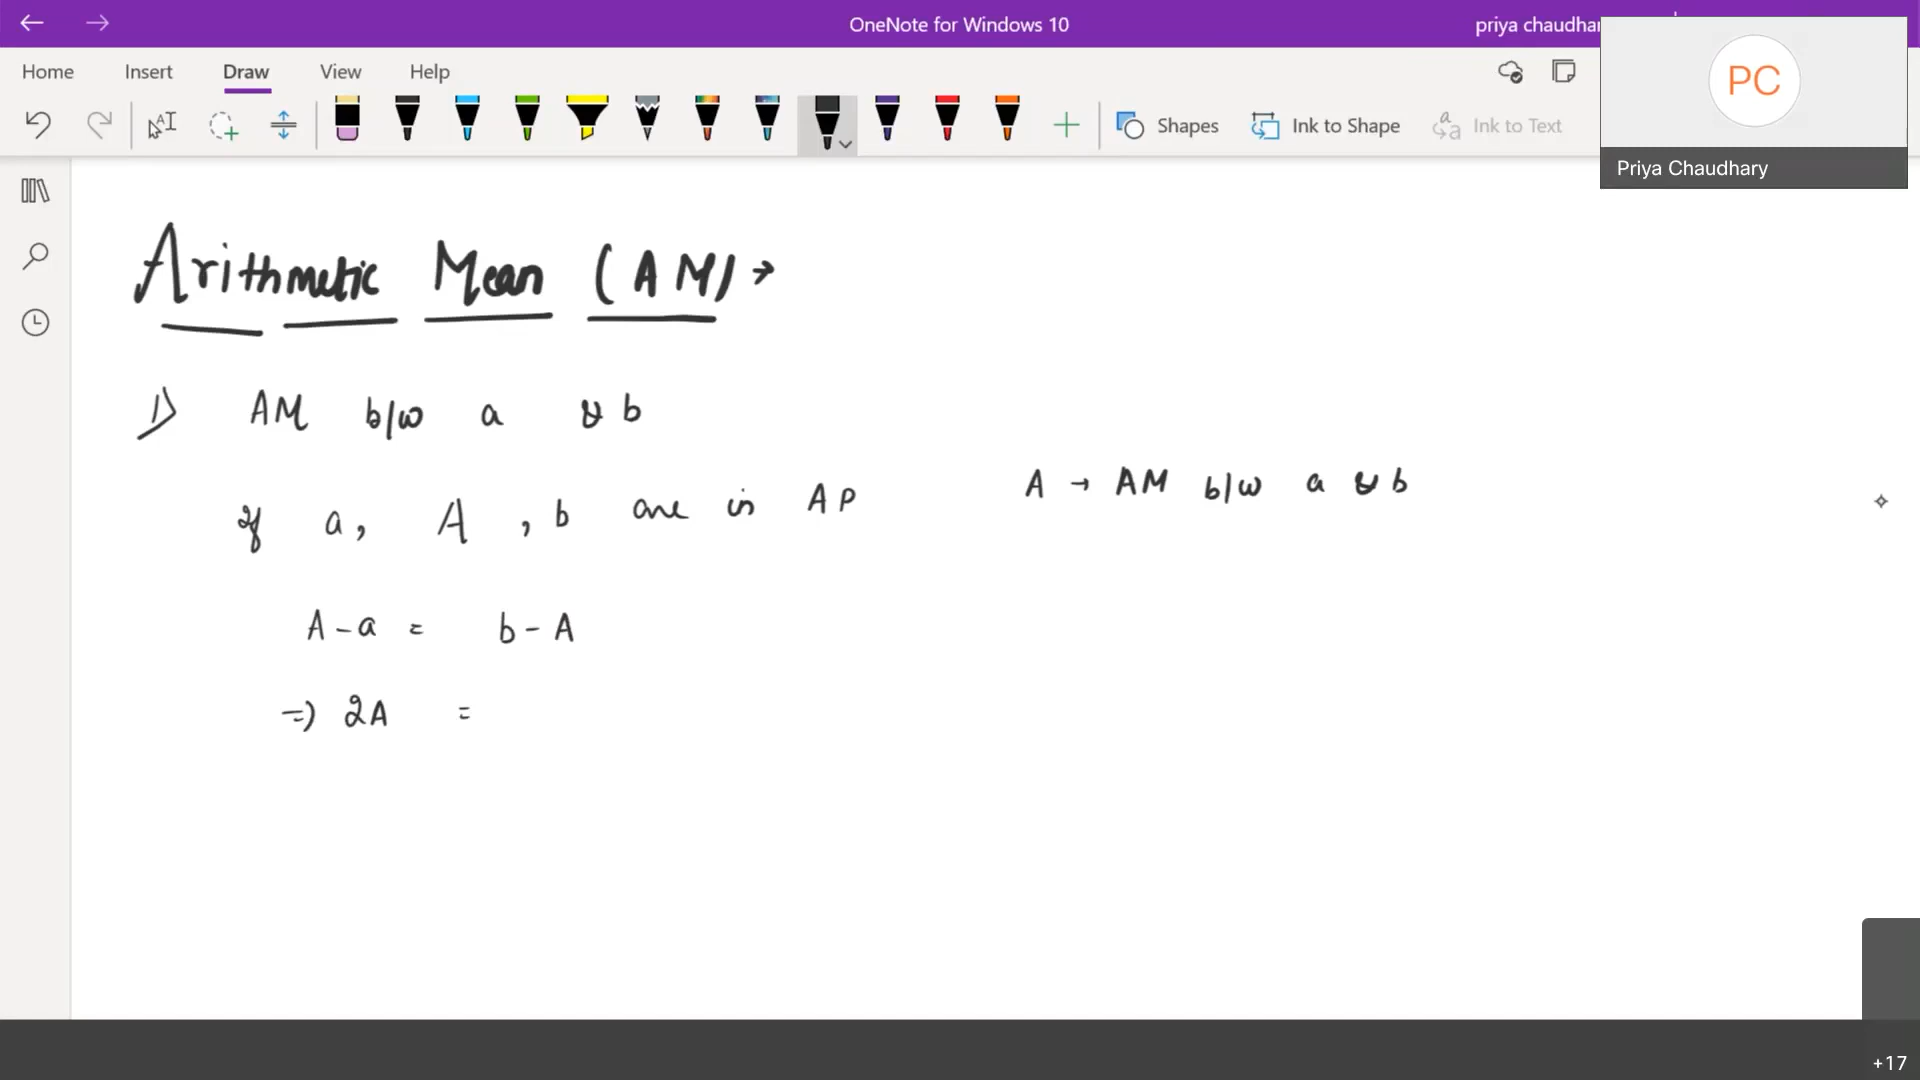 OneNote for Windows 10
priya chaudhar
PC
Priya Chaudhary
Home Insert Draw View Help
Shapes Ink to Shape Ink to Text
Arithmetic Mean (AM) →
1) AM b/w a & b
If a, A, b are in AP
A → AM b/w a & b
A - a = b - A
=) 2A =
+17